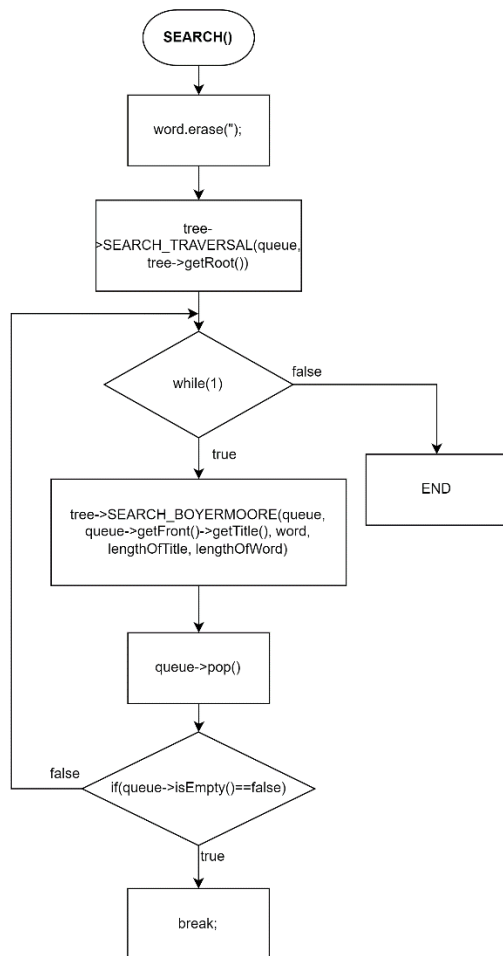 SEARCH()
word.erase('');
tree-
>SEARCH_TRAVERSAL(queue,
tree->getRoot())
while(1)
false
true
tree->SEARCH_BOYERMOORE(queue,
queue->getFront()->getTitle(), word,
lengthOfTitle, lengthOfWord)
END
queue->pop()
false
if(queue->isEmpty()==false)
true
break;